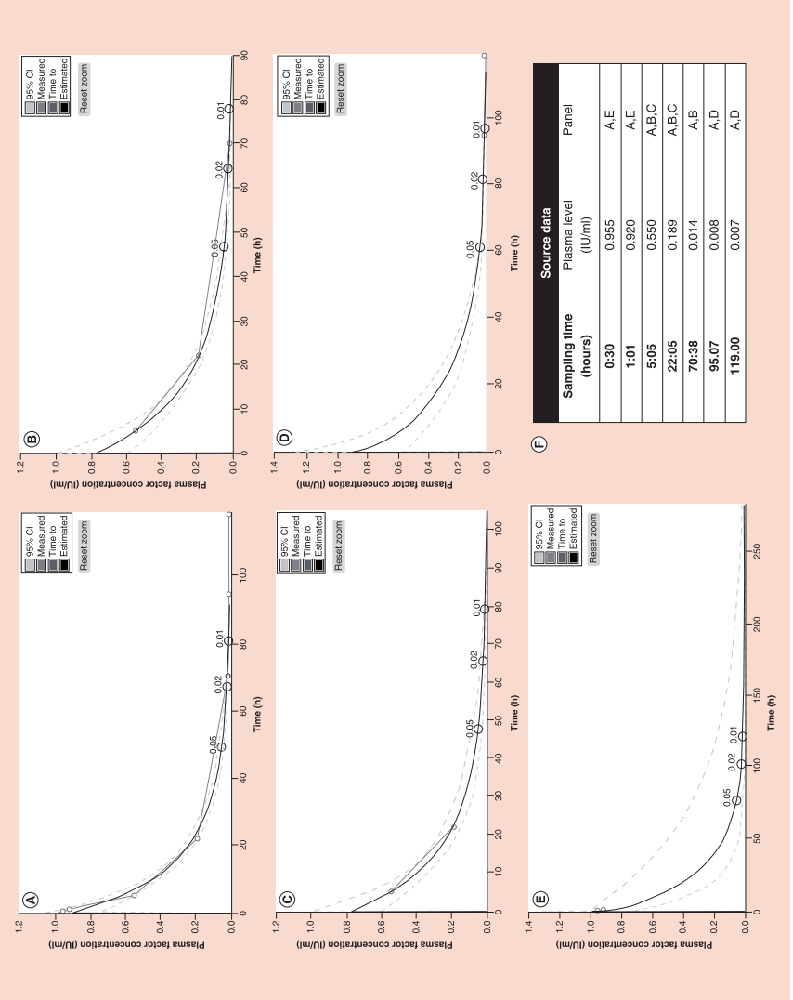 A
Plasma factor concentration (IU/ml)
1.2
1.0
0.8
0.6
0.4
0.2
0.0
0
20
40
60
80
100
Time (h)
0.05
0.02
0.01
95% CI
Measured
Time to
Estimated
Reset zoom
B
Plasma factor concentration (IU/ml)
1.2
1.0
0.8
0.6
0.4
0.2
0.0
0
10
20
30
40
50
60
70
80
90
Time (h)
0.05
0.02
0.01
95% CI
Measured
Time to
Estimated
Reset zoom
C
Plasma factor concentration (IU/ml)
1.2
1.0
0.8
0.6
0.4
0.2
0.0
0
10
20
30
40
50
60
70
80
90
100
Time (h)
0.05
0.02
0.01
95% CI
Measured
Time to
Estimated
Reset zoom
D
Plasma factor concentration (IU/ml)
1.4
1.2
1.0
0.8
0.6
0.4
0.2
0.0
0
20
40
60
80
100
Time (h)
0.05
0.02
0.01
95% CI
Measured
Time to
Estimated
Reset zoom
E
Plasma factor concentration (IU/ml)
1.4
1.2
1.0
0.8
0.6
0.4
0.2
0.0
0
50
100
150
200
250
Time (h)
0.05
0.02
0.01
95% CI
Measured
Time to
Estimated
Reset zoom
F
Source data
Sampling time Plasma level Panel
(hours) (IU/ml)
0:30 0.955 A,E
1:01 0.920 A,E
5:05 0.550 A,B,C
22:05 0.189 A,B,C
70:38 0.014 A,B
95.07 0.008 A,D
119.00 0.007 A,D